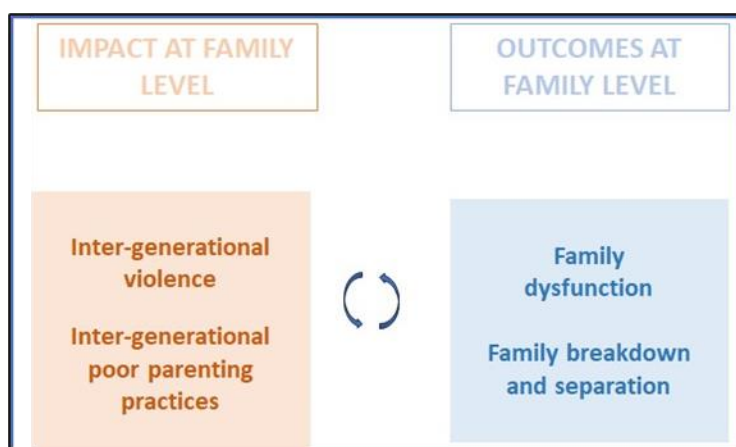 IMPACT AT FAMILY
LEVEL
OUTCOMES AT
FAMILY LEVEL
Inter-generational
violence
Inter-generational
poor parenting
practices
Family
dysfunction
Family breakdown
and separation